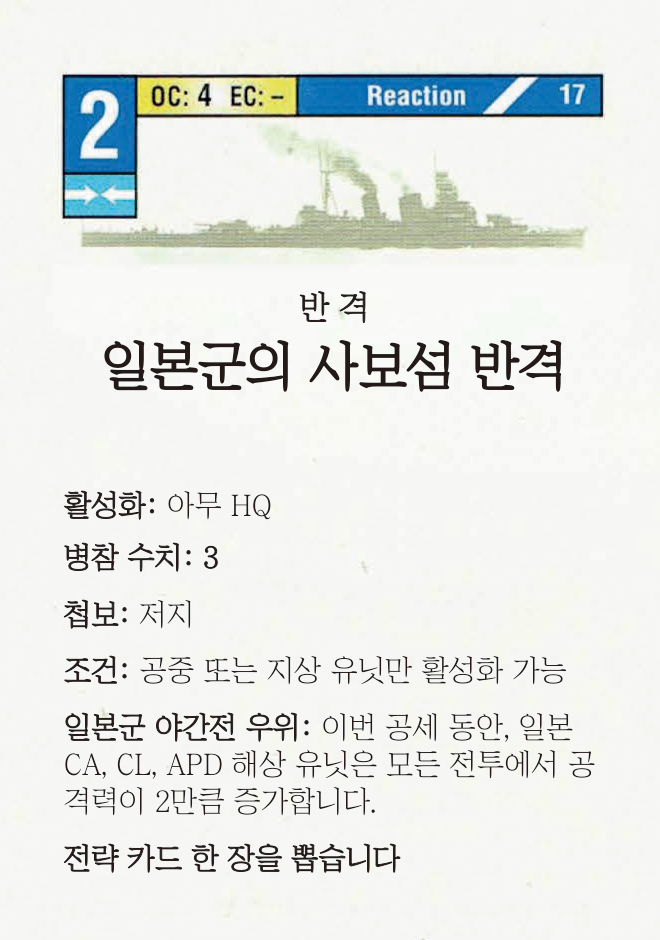 2 OC: 4 EC: – Reaction 17
반 격
일본군의 사보섬 반격
활성화: 아무 HQ
병참 수치: 3
첩보: 저지
조건: 공중 또는 지상 유닛만 활성화 가능
일본군 야간전 우위: 이번 공세 동안, 일본
CA, CL, APD 해상 유닛은 모든 전투에서 공
격력이 2만큼 증가합니다.
전략 카드 한 장을 뽑습니다